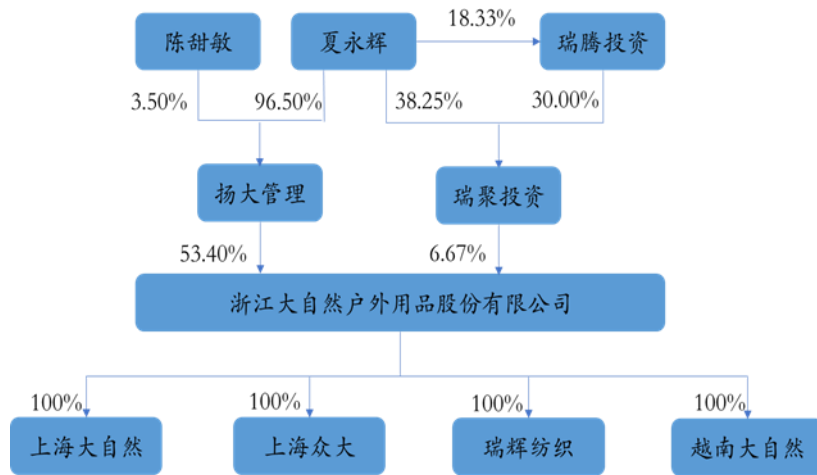 18.33%
陈甜敏
夏永辉
瑞腾投资
3.50%
96.50%
38.25%
30.00%
扬大管理
瑞聚投资
53.40%
6.67%
浙江大自然户外用品股份有限公司
100%
100%
100%
100%
上海大自然
上海众大
瑞辉纺织
越南大自然